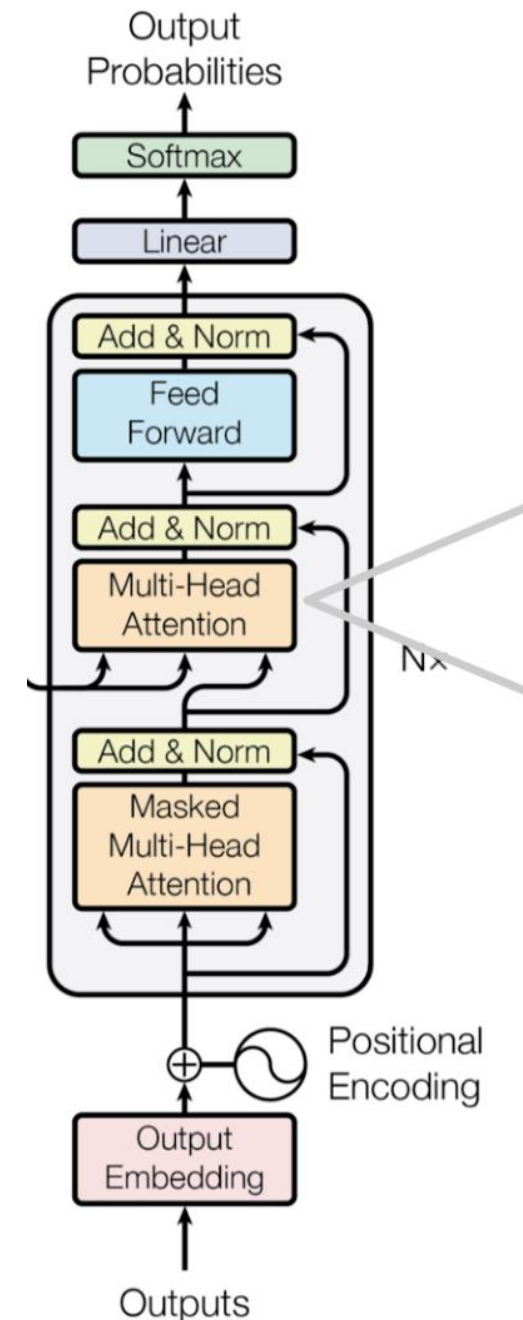 Output
Probabilities
Softmax
Linear
Add & Norm
Feed
Forward
Add & Norm
Multi-Head
Attention
N×
Add & Norm
Masked
Multi-Head
Attention
Positional
Encoding
Output
Embedding
Outputs